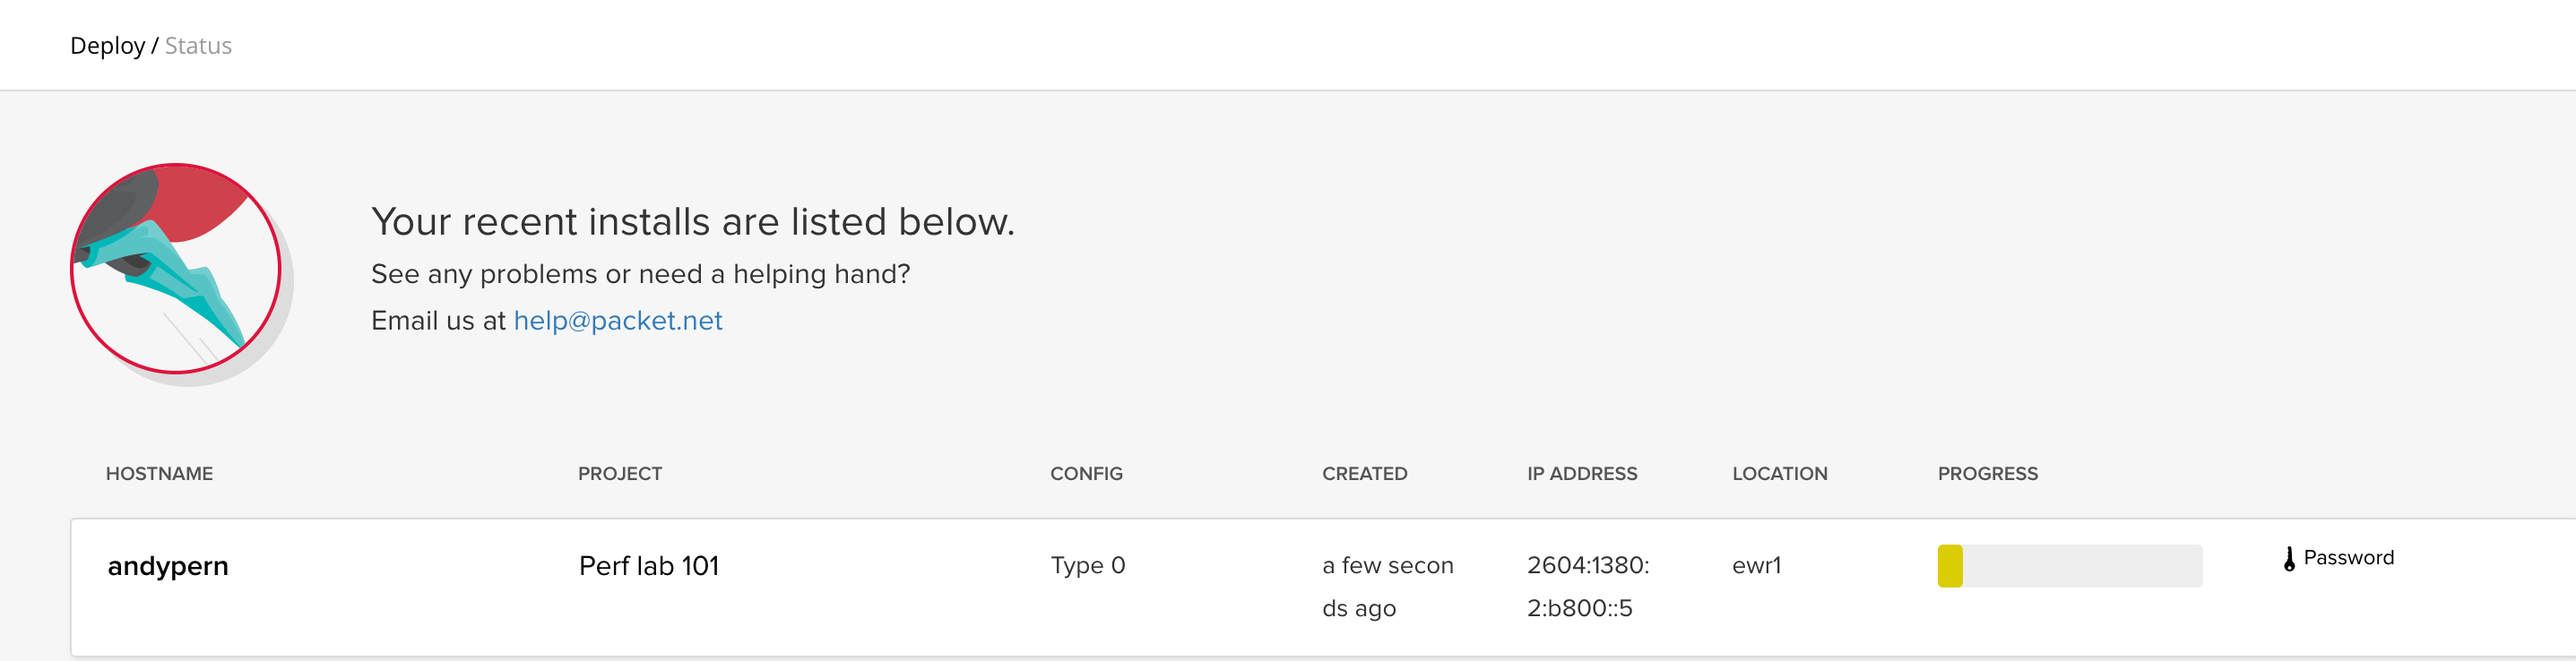 Deploy / Status
Your recent installs are listed below.
See any problems or need a helping hand?
Email us at help@packet.net
HOSTNAME PROJECT CONFIG CREATED IP ADDRESS LOCATION PROGRESS
andypern Perf lab 101 Type 0 a few secon 2604:1380: ewr1 Password
ds ago 2:b800::5